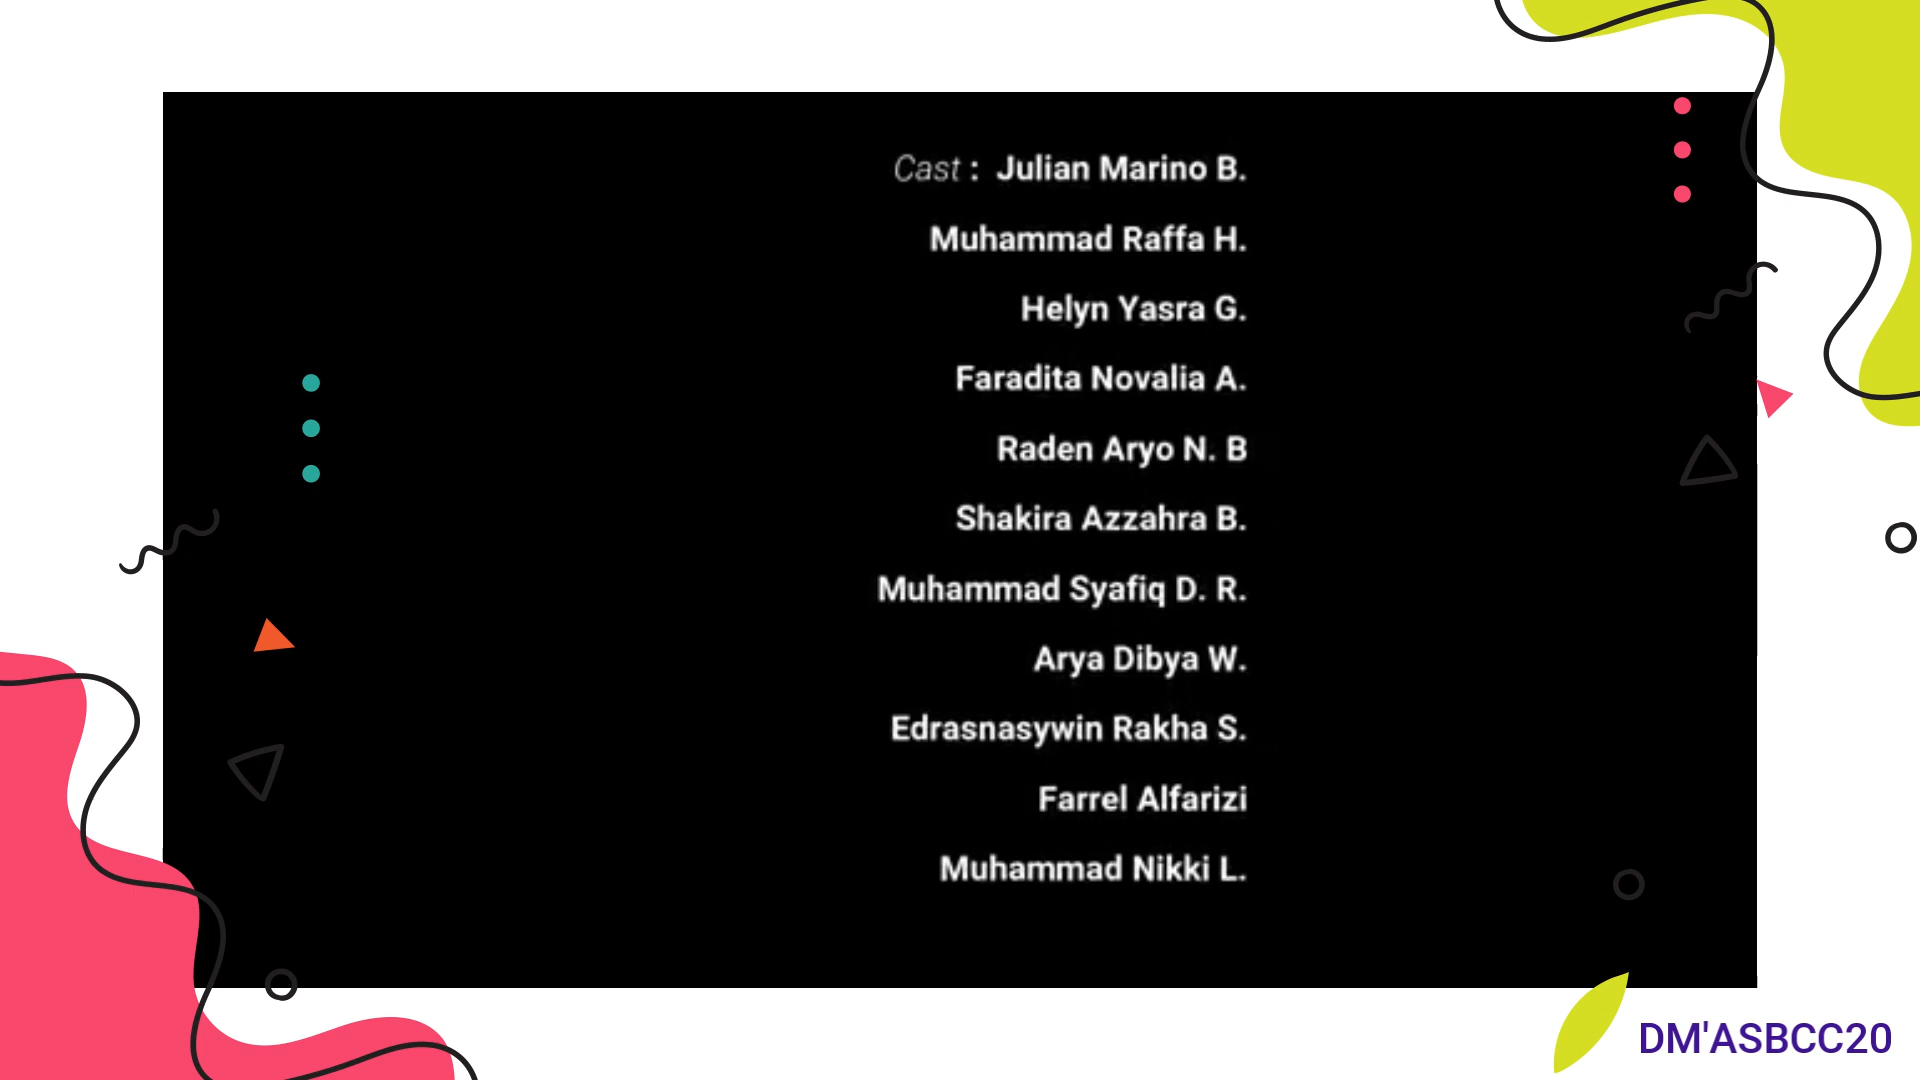 Cast : Julian Marino B.
Muhammad Raffa H.
Helyn Yasra G.
Faradita Novalia A.
Raden Aryo N. B
Shakira Azzahra B.
Muhammad Syafiq D. R.
Arya Dibya W.
Edrasnasywin Rakha S.
Farrel Alfarizi
Muhammad Nikki L.
DM'ASBCC20